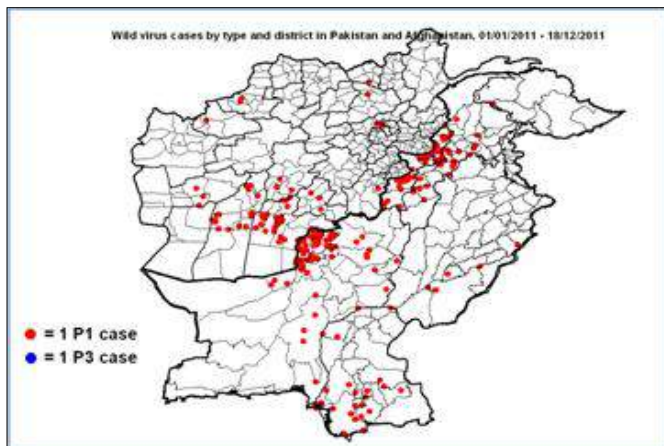 Wild virus cases by type and district in Pakistan and Afghanistan, 01/01/2011 - 18/12/2011
= 1 P1 case
= 1 P3 case